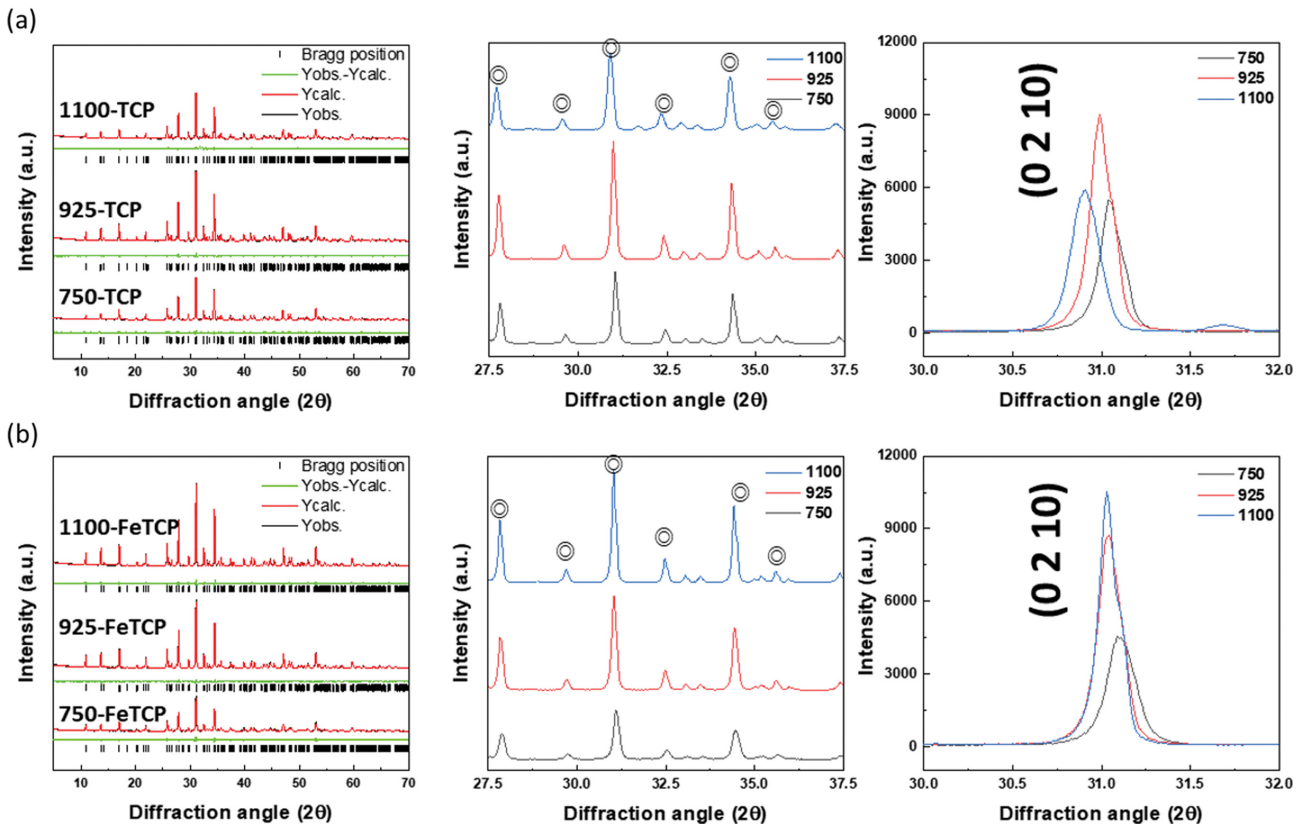 (a)
Bragg position
Yobs.-Ycalc.
Ycalc.
Yobs.
1100-TCP
925-TCP
750-TCP
Intensity (a.u.)
10 20 30 40 50 60 70
Diffraction angle (2θ)
1100
925
750
Intensity (a.u.)
27.5 30.0 32.5 35.0 37.5
Diffraction angle (2θ)
12000
9000
6000
3000
0
750
925
1100
(0 2 10)
Intensity (a.u.)
30.0 30.5 31.0 31.5 32.0
Diffraction angle (2θ)
(b)
Bragg position
Yobs.-Ycalc.
Ycalc.
Yobs.
1100-FeTCP
925-FeTCP
750-FeTCP
Intensity (a.u.)
10 20 30 40 50 60 70
Diffraction angle (2θ)
1100
925
750
Intensity (a.u.)
27.5 30.0 32.5 35.0 37.5
Diffraction angle (2θ)
12000
9000
6000
3000
0
750
925
1100
(0 2 10)
Intensity (a.u.)
30.0 30.5 31.0 31.5 32.0
Diffraction angle (2θ)